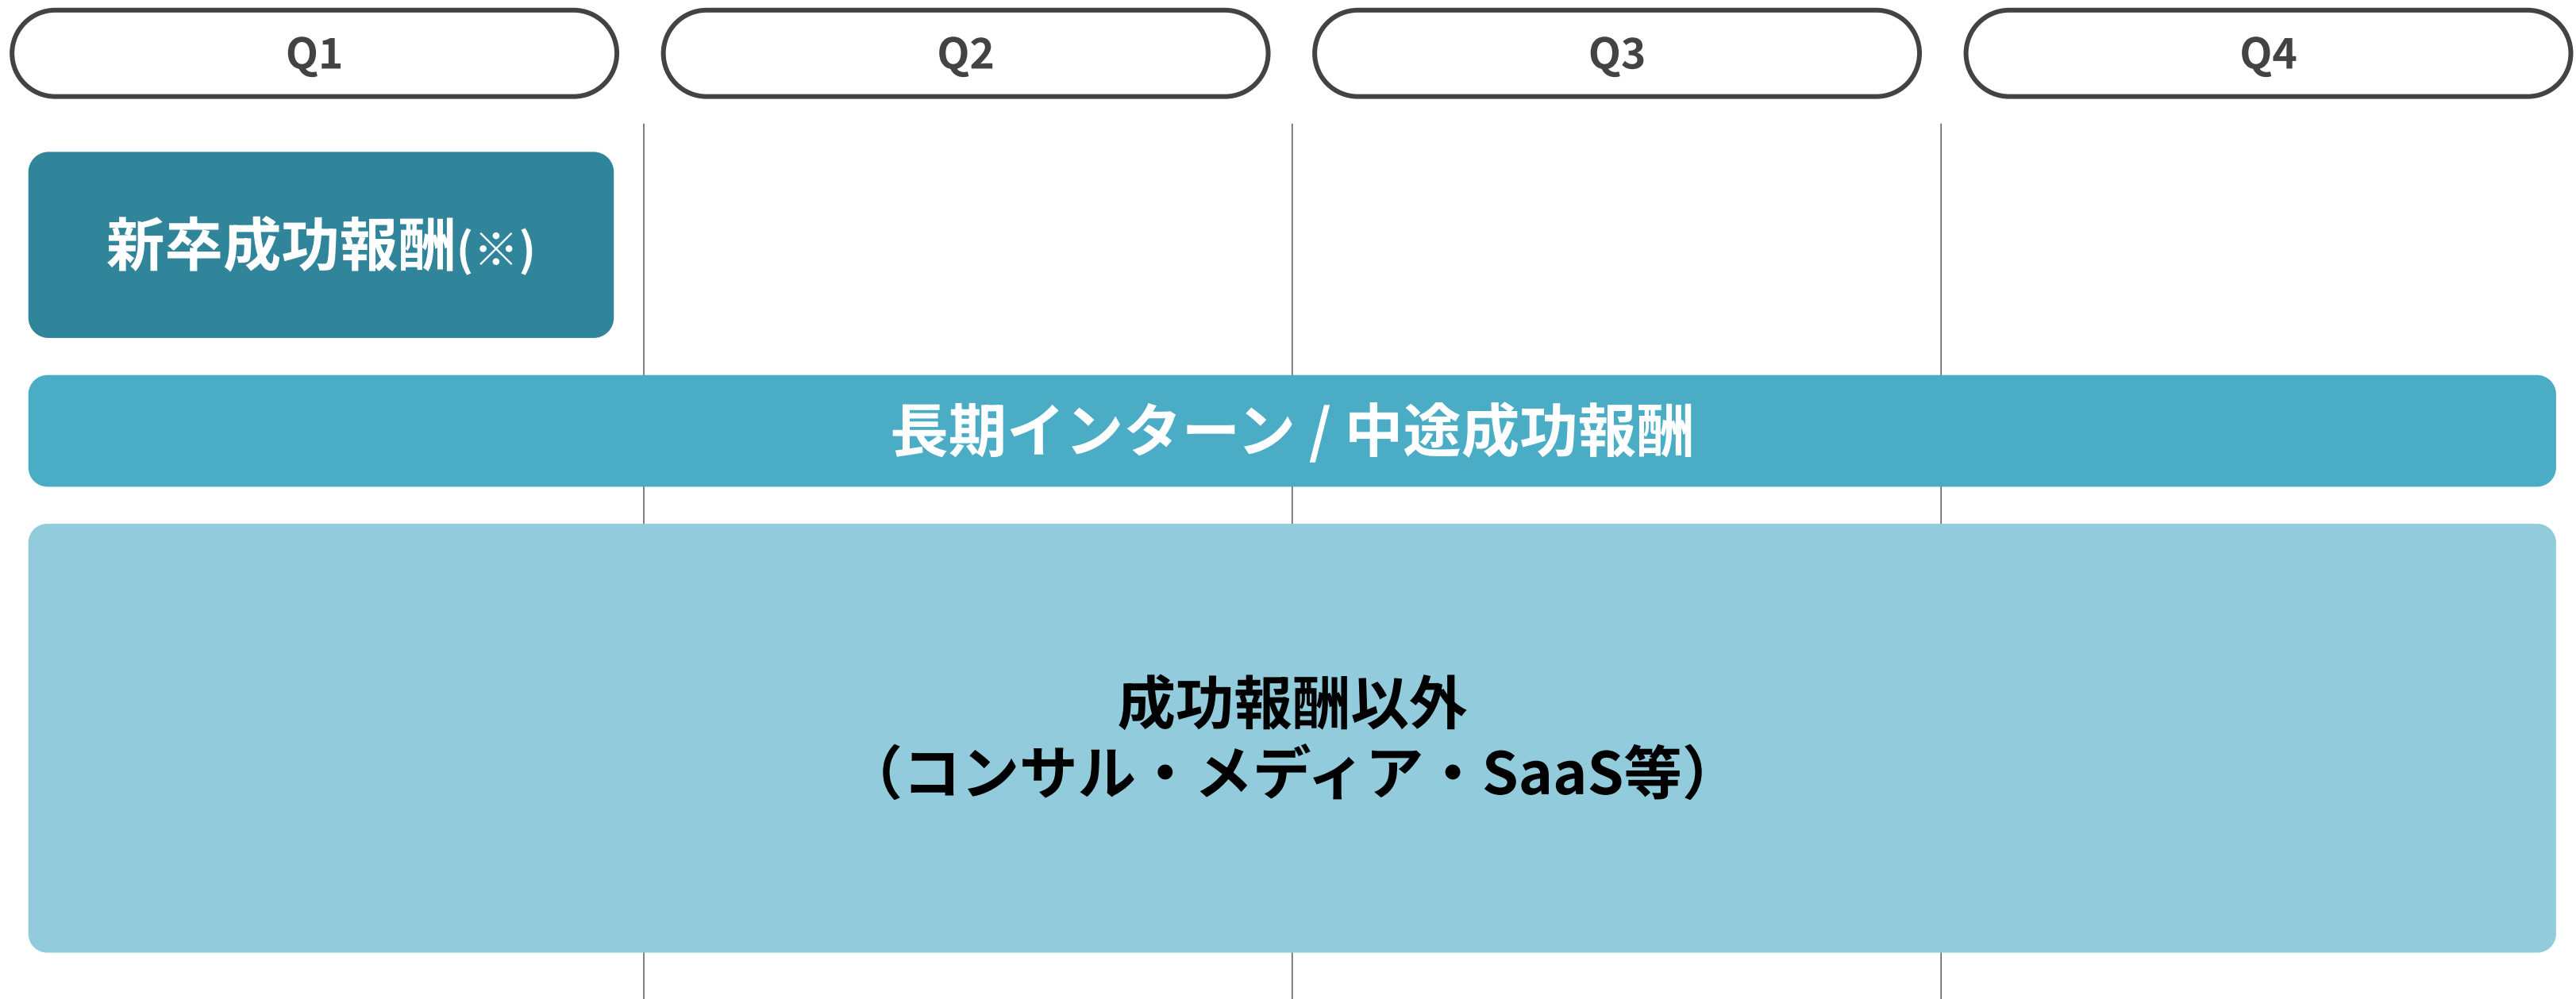 Q1
Q2
Q3
Q4
新卒成功報酬(※)
長期インターン / 中途成功報酬
成功報酬以外
（コンサル・メディア・SaaS等）